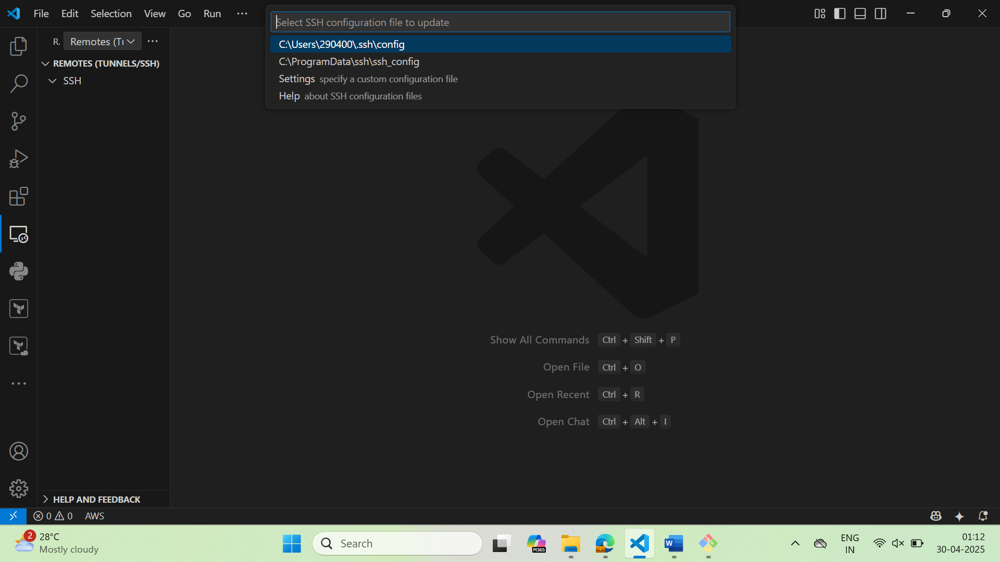 File Edit Selection View Go Run ···
Select SSH configuration file to update
C:\Users\290400\.ssh\config
C:\ProgramData\ssh\ssh_config
Settings specify a custom configuration file
Help about SSH configuration files
R. Remotes (Tu ···
REMOTES (TUNNELS/SSH)
SSH
Show All Commands Ctrl + Shift + P
Open File Ctrl + O
Open Recent Ctrl + R
Open Chat Ctrl + Alt + I
HELP AND FEEDBACK
0 0 AWS
2 28°C
Mostly cloudy
Search
M365
W
ENG
IN
01:12
30-04-2025